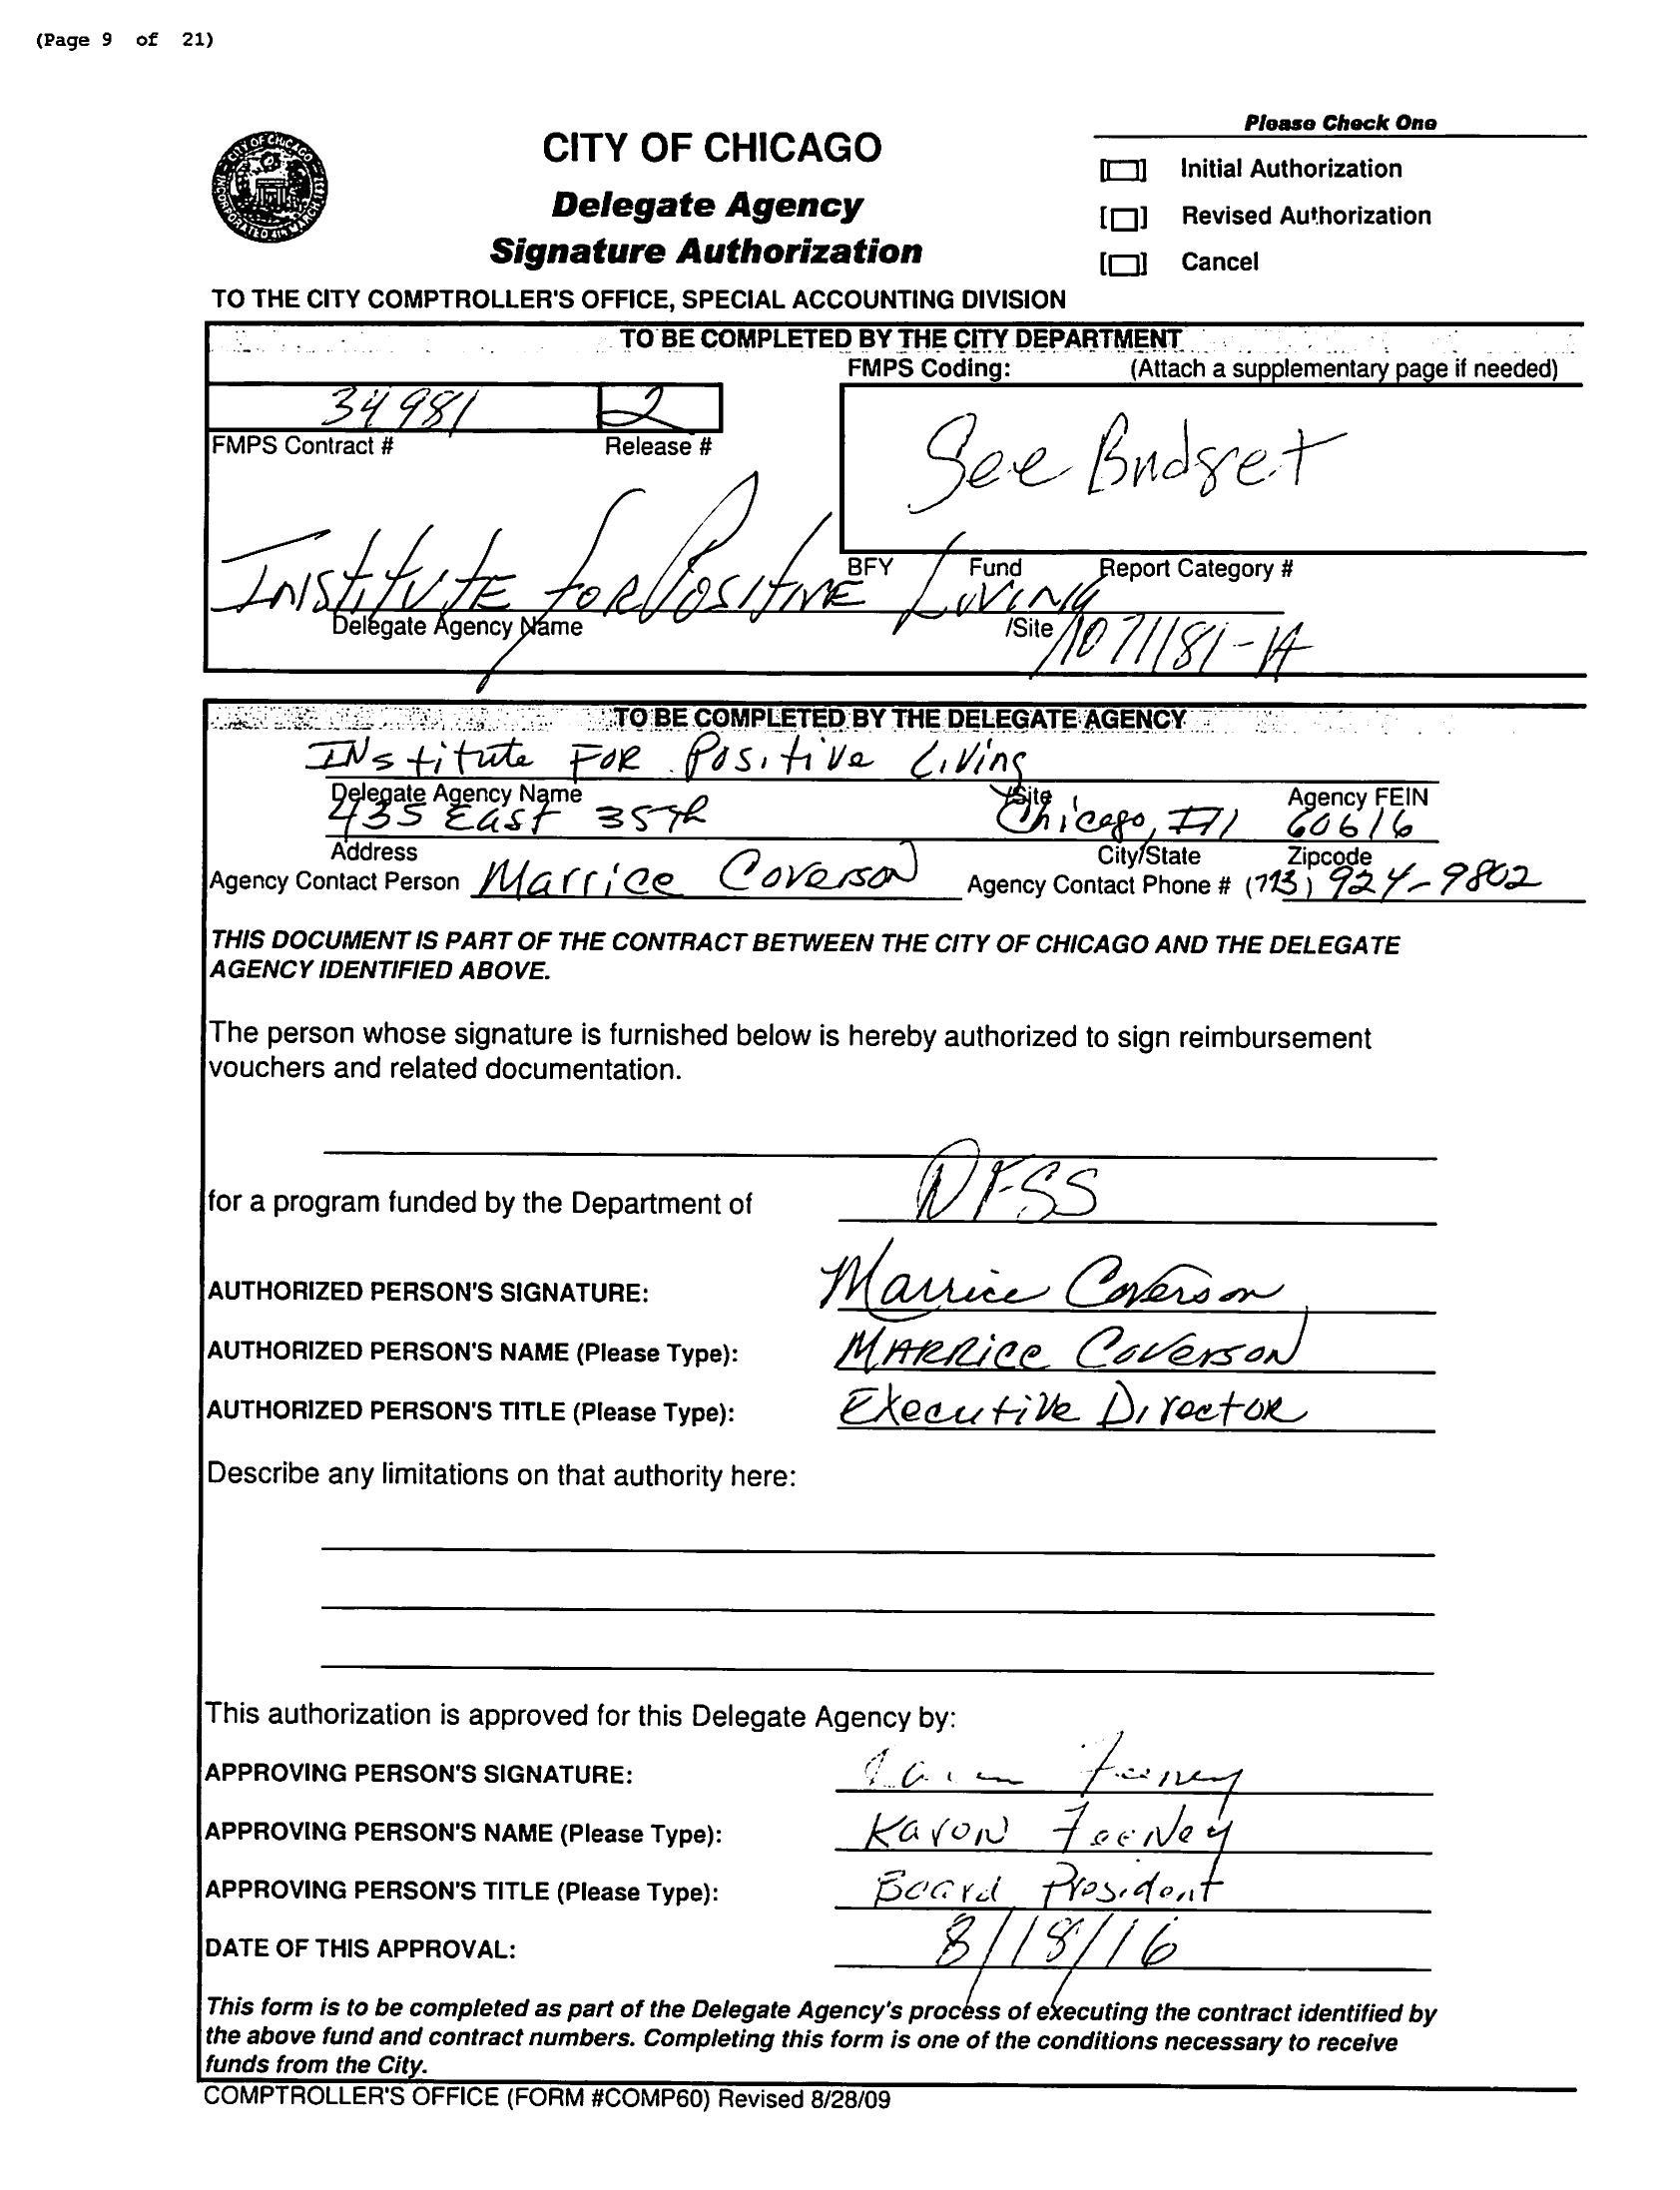 (Page 9 of 21)
Please Check One
CITY OF CHICAGO
[ ] Initial Authorization
Delegate Agency
[ ] Revised Authorization
Signature Authorization
[ ] Cancel
TO THE CITY COMPTROLLER'S OFFICE, SPECIAL ACCOUNTING DIVISION
TO BE COMPLETED BY THE CITY DEPARTMENT
FMPS Coding: (Attach a supplementary page if needed)
34981 2
FMPS Contract # Release #
See Budget
BFY Fund Report Category #
Institute for Positive Living
Delegate Agency Name /Site
1071181-A
TO BE COMPLETED BY THE DELEGATE AGENCY
INstitute FOR Positive Living
Delegate Agency Name /Site Agency FEIN
435 East 35th Chicago, Ill 60616
Address City/State Zipcode
Agency Contact Person Marrice Coverson Agency Contact Phone # (773) 924-9802
THIS DOCUMENT IS PART OF THE CONTRACT BETWEEN THE CITY OF CHICAGO AND THE DELEGATE
AGENCY IDENTIFIED ABOVE.
The person whose signature is furnished below is hereby authorized to sign reimbursement
vouchers and related documentation.
for a program funded by the Department of DFSS
AUTHORIZED PERSON'S SIGNATURE: Marrice Coverson
AUTHORIZED PERSON'S NAME (Please Type): MARRice Coverson
AUTHORIZED PERSON'S TITLE (Please Type): Executive Director
Describe any limitations on that authority here:
This authorization is approved for this Delegate Agency by:
APPROVING PERSON'S SIGNATURE: Feeney
APPROVING PERSON'S NAME (Please Type): Karon Feeney
APPROVING PERSON'S TITLE (Please Type): Board President
DATE OF THIS APPROVAL: 8/18/16
This form is to be completed as part of the Delegate Agency's process of executing the contract identified by
the above fund and contract numbers. Completing this form is one of the conditions necessary to receive
funds from the City.
COMPTROLLER'S OFFICE (FORM #COMP60) Revised 8/28/09